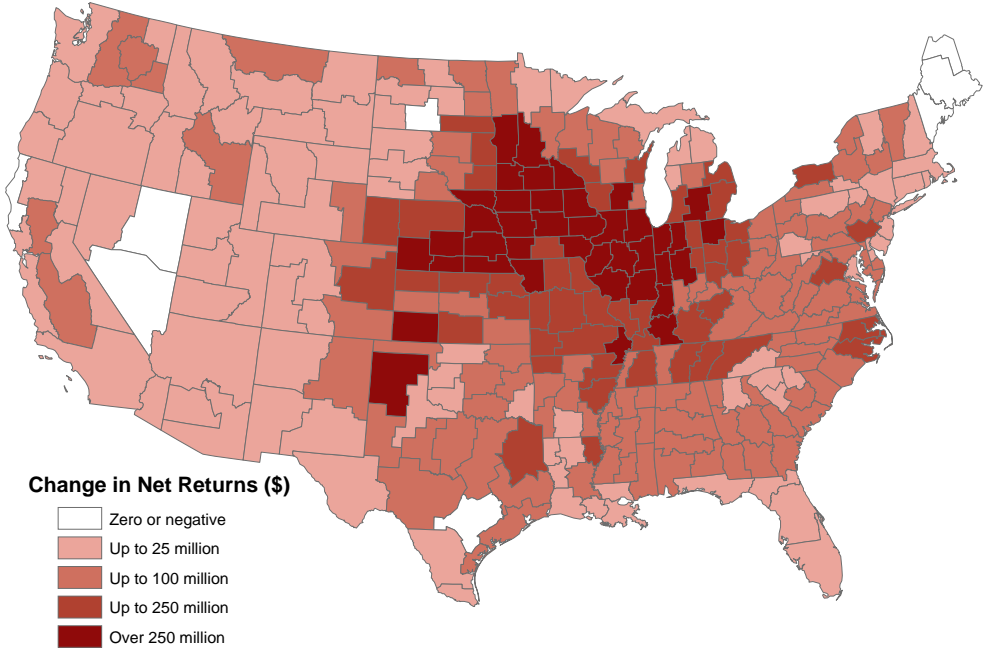 Change in Net Returns ($)
Zero or negative
Up to 25 million
Up to 100 million
Up to 250 million
Over 250 million